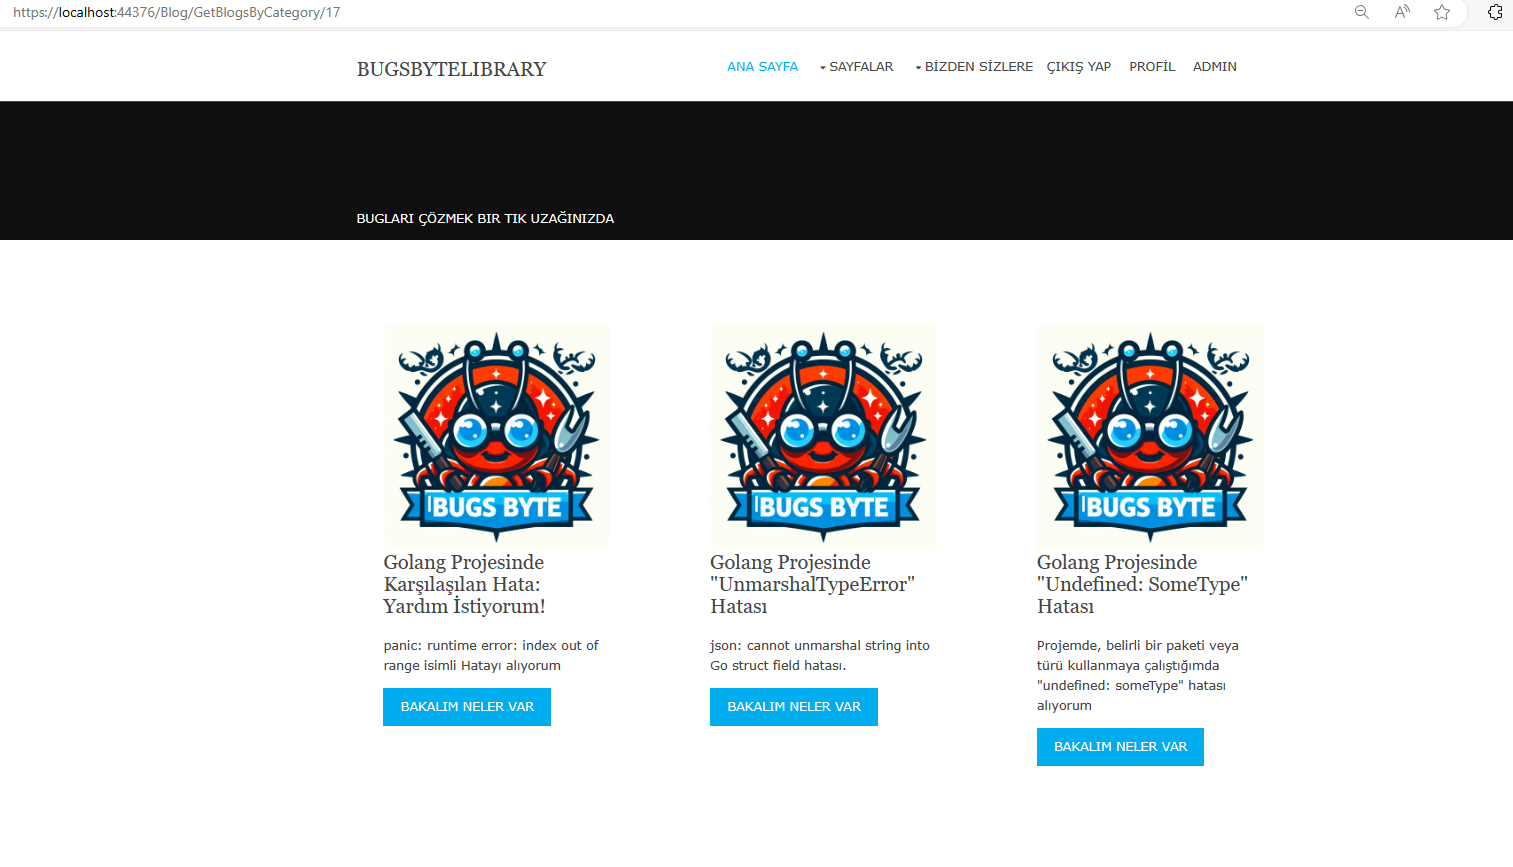 https://localhost:44376/Blog/GetBlogsByCategory/17
BUGSBYTELIBRARY
ANA SAYFA
SAYFALAR
BİZDEN SİZLERE
ÇIKIŞ YAP
PROFİL
ADMIN
BUGLARI ÇÖZMEK BIR TIK UZAĞINIZDA
BUGS BYTE
Golang Projesinde
Karşılaşılan Hata:
Yardım İstiyorum!
panic: runtime error: index out of
range isimli Hatayı alıyorum
BAKALIM NELER VAR
BUGS BYTE
Golang Projesinde
"UnmarshalTypeError"
Hatası
json: cannot unmarshal string into
Go struct field hatası.
BAKALIM NELER VAR
BUGS BYTE
Golang Projesinde
"Undefined: SomeType"
Hatası
Projemde, belirli bir paketi veya
türü kullanmaya çalıştığımda
"undefined: someType" hatası
alıyorum
BAKALIM NELER VAR